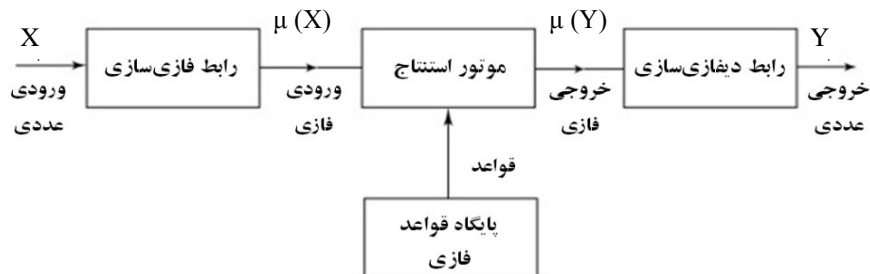 X
μ (X)
μ (Y)
Y
رابط فازی‌سازی
موتور استنتاج
رابط دیفازی‌سازی
ورودی
عددی
ورودی
فازی
خروجی
فازی
خروجی
عددی
قواعد
پایگاه قواعد
فازی